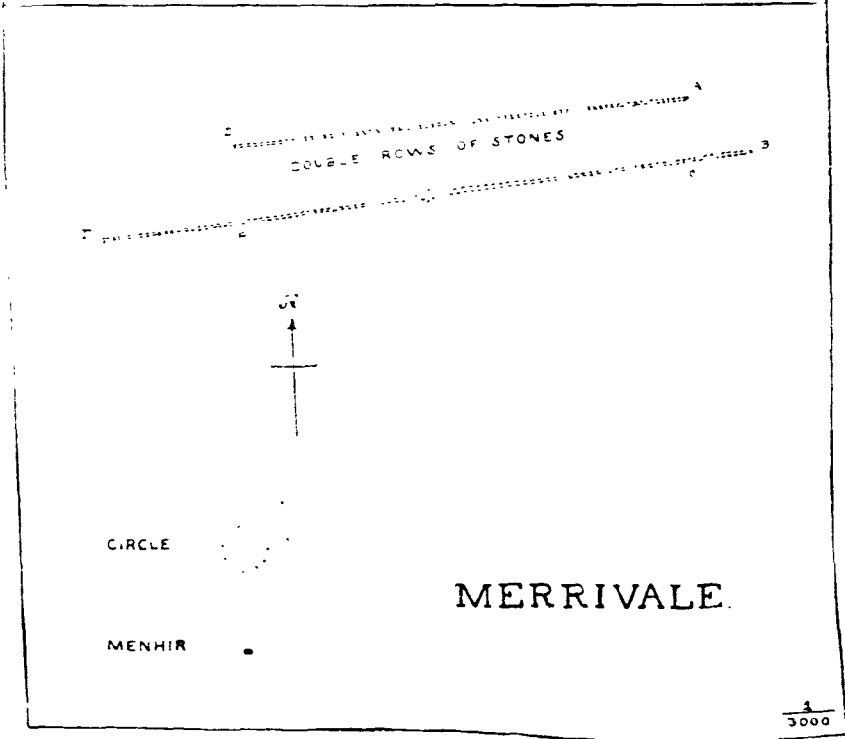 A
DOUBLE ROWS OF STONES
B
N
CIRCLE
MERRIVALE.
MENHIR
1/3000